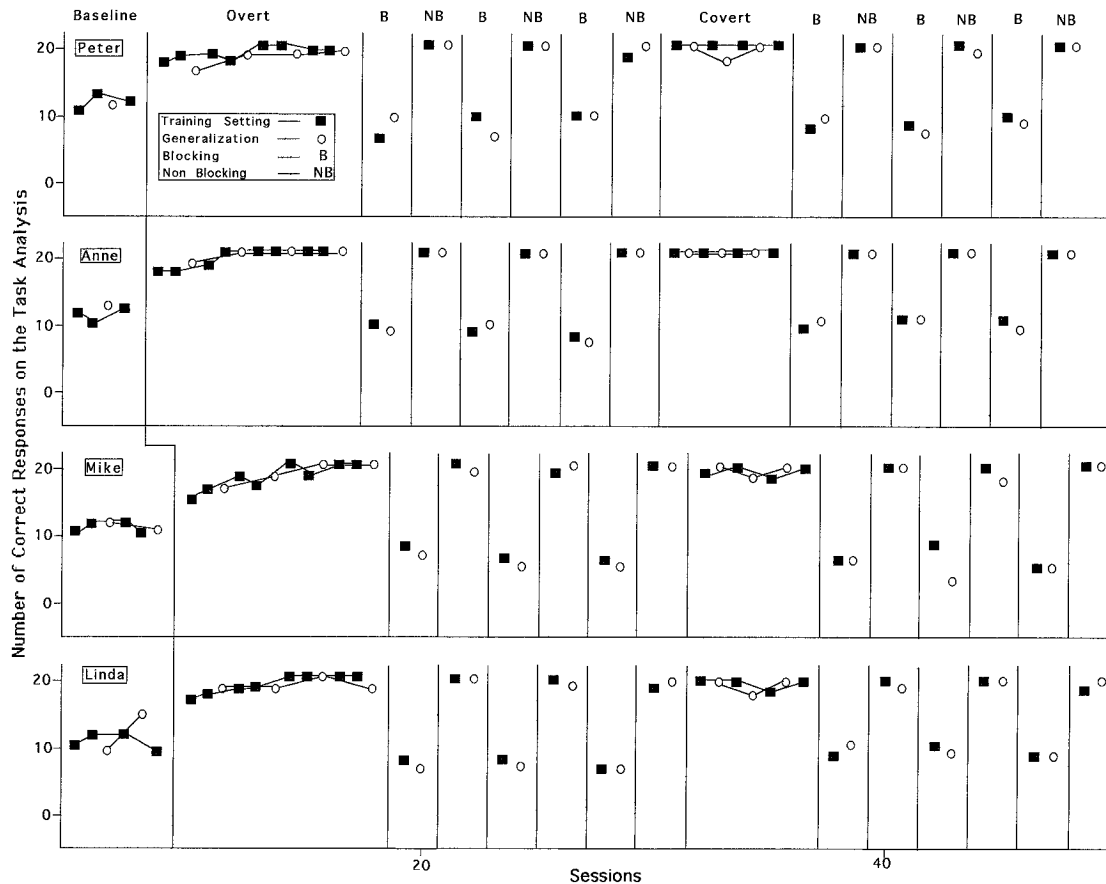 Baseline Overt B NB B NB B NB Covert B NB B NB B NB
Peter
20
10
0
Training Setting
Generalization
Blocking B
Non Blocking NB
Anne
20
10
0
Mike
20
10
0
Linda
20
10
0
Number of Correct Responses on the Task Analysis
20 40
Sessions